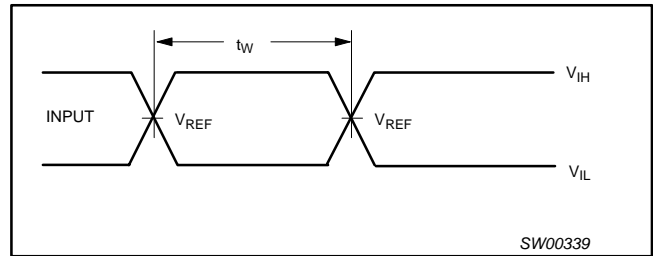 tW
VIH
INPUT
VREF
VREF
VIL
SW00339